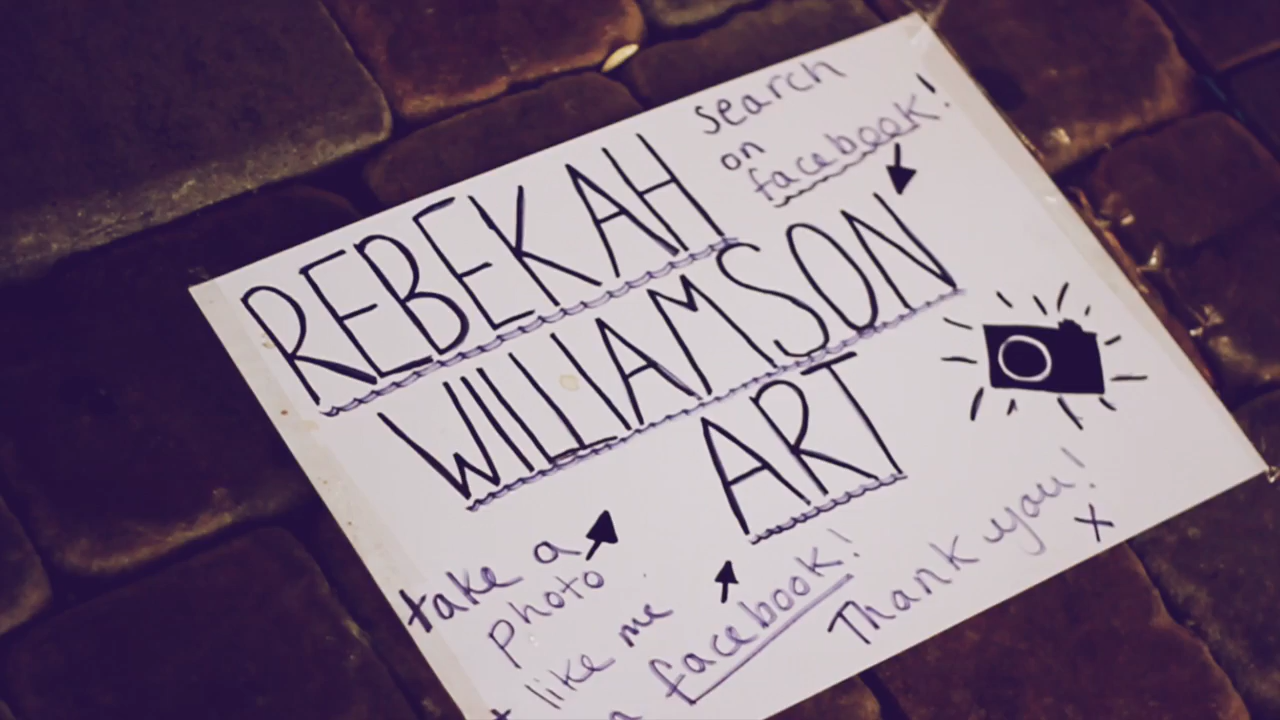 search
on
facebook!
REBEKAH
WILLIAMSON
ART
take a
photo
like me
facebook!
Thank you!
x